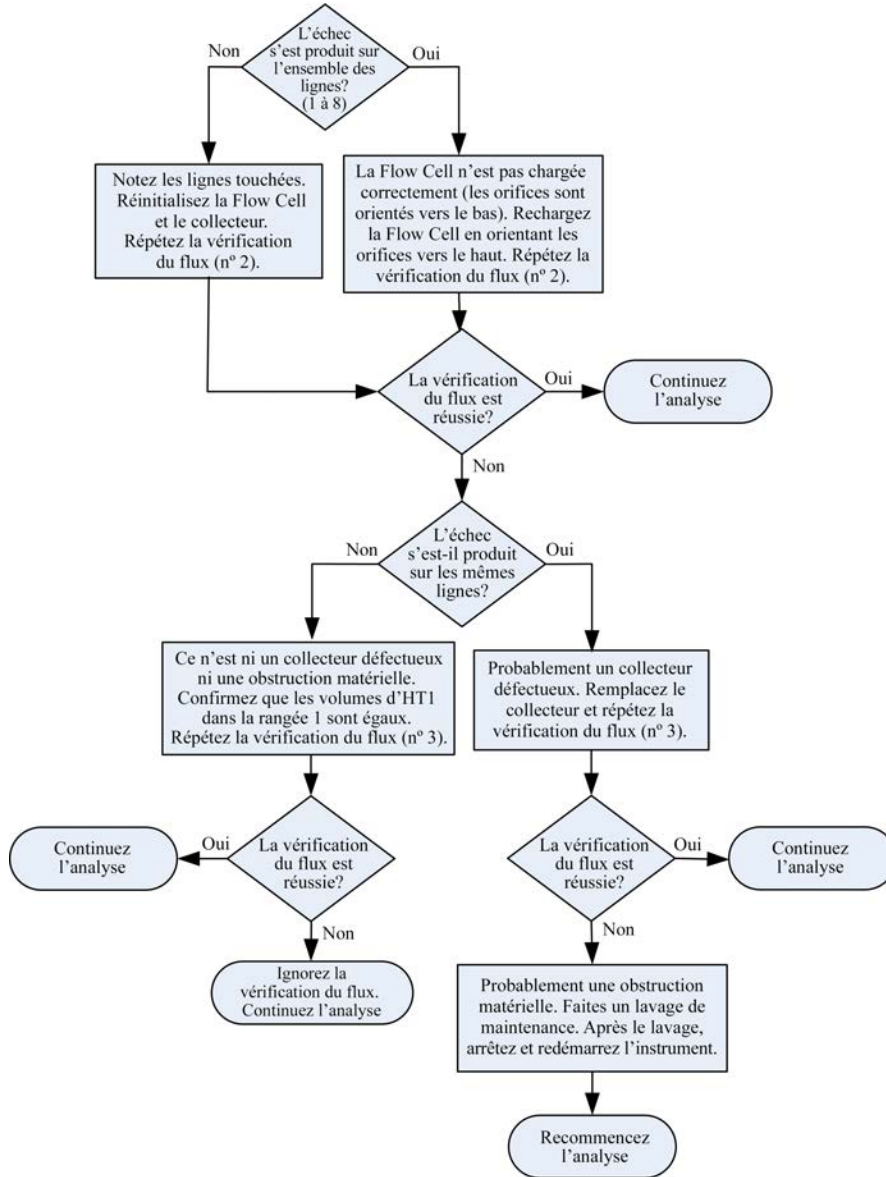 L'échec
s'est produit sur
l'ensemble des
lignes?
(1 à 8)
Non
Oui
Notez les lignes touchées.
Réinitialisez la Flow Cell
et le collecteur.
Répétez la vérification
du flux (nº 2).
La Flow Cell n'est pas chargée
correctement (les orifices sont
orientés vers le bas). Rechargez
la Flow Cell en orientant les
orifices vers le haut. Répétez la
vérification du flux (nº 2).
La vérification
du flux est
réussie?
Oui
Continuez
l'analyse
Non
L'échec
s'est-il produit
sur les mêmes
lignes?
Non
Oui
Ce n'est ni un collecteur défectueux
ni une obstruction matérielle.
Confirmez que les volumes d'HT1
dans la rangée 1 sont égaux.
Répétez la vérification du flux (nº 3).
Probablement un collecteur
défectueux. Remplacez le
collecteur et répétez la
vérification du flux (nº 3).
Continuez
l'analyse
Oui
La vérification
du flux est
réussie?
La vérification
du flux est
réussie?
Oui
Continuez
l'analyse
Non
Non
Ignorez la
vérification du flux.
Continuez l'analyse
Probablement une obstruction
matérielle. Faites un lavage de
maintenance. Après le lavage,
arrêtez et redémarrez l'instrument.
Recommencez
l'analyse